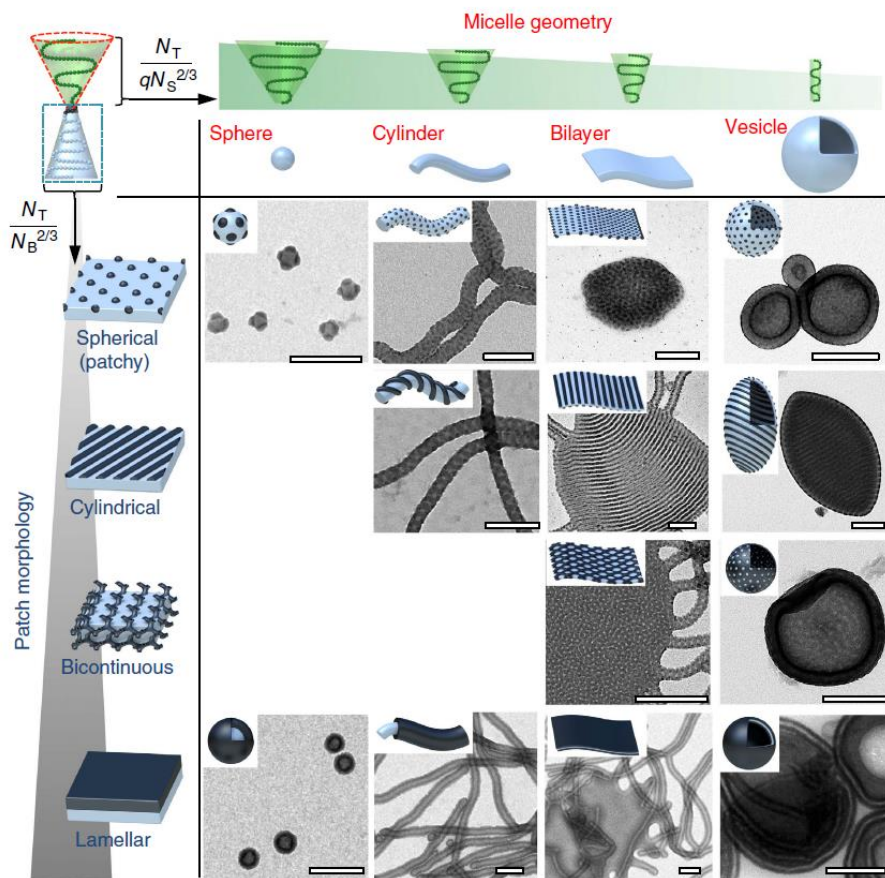 Micelle geometry
N_T
qN_S^2/3
Sphere
Cylinder
Bilayer
Vesicle
N_T
N_B^2/3
Patch morphology
Spherical
(patchy)
Cylindrical
Bicontinuous
Lamellar